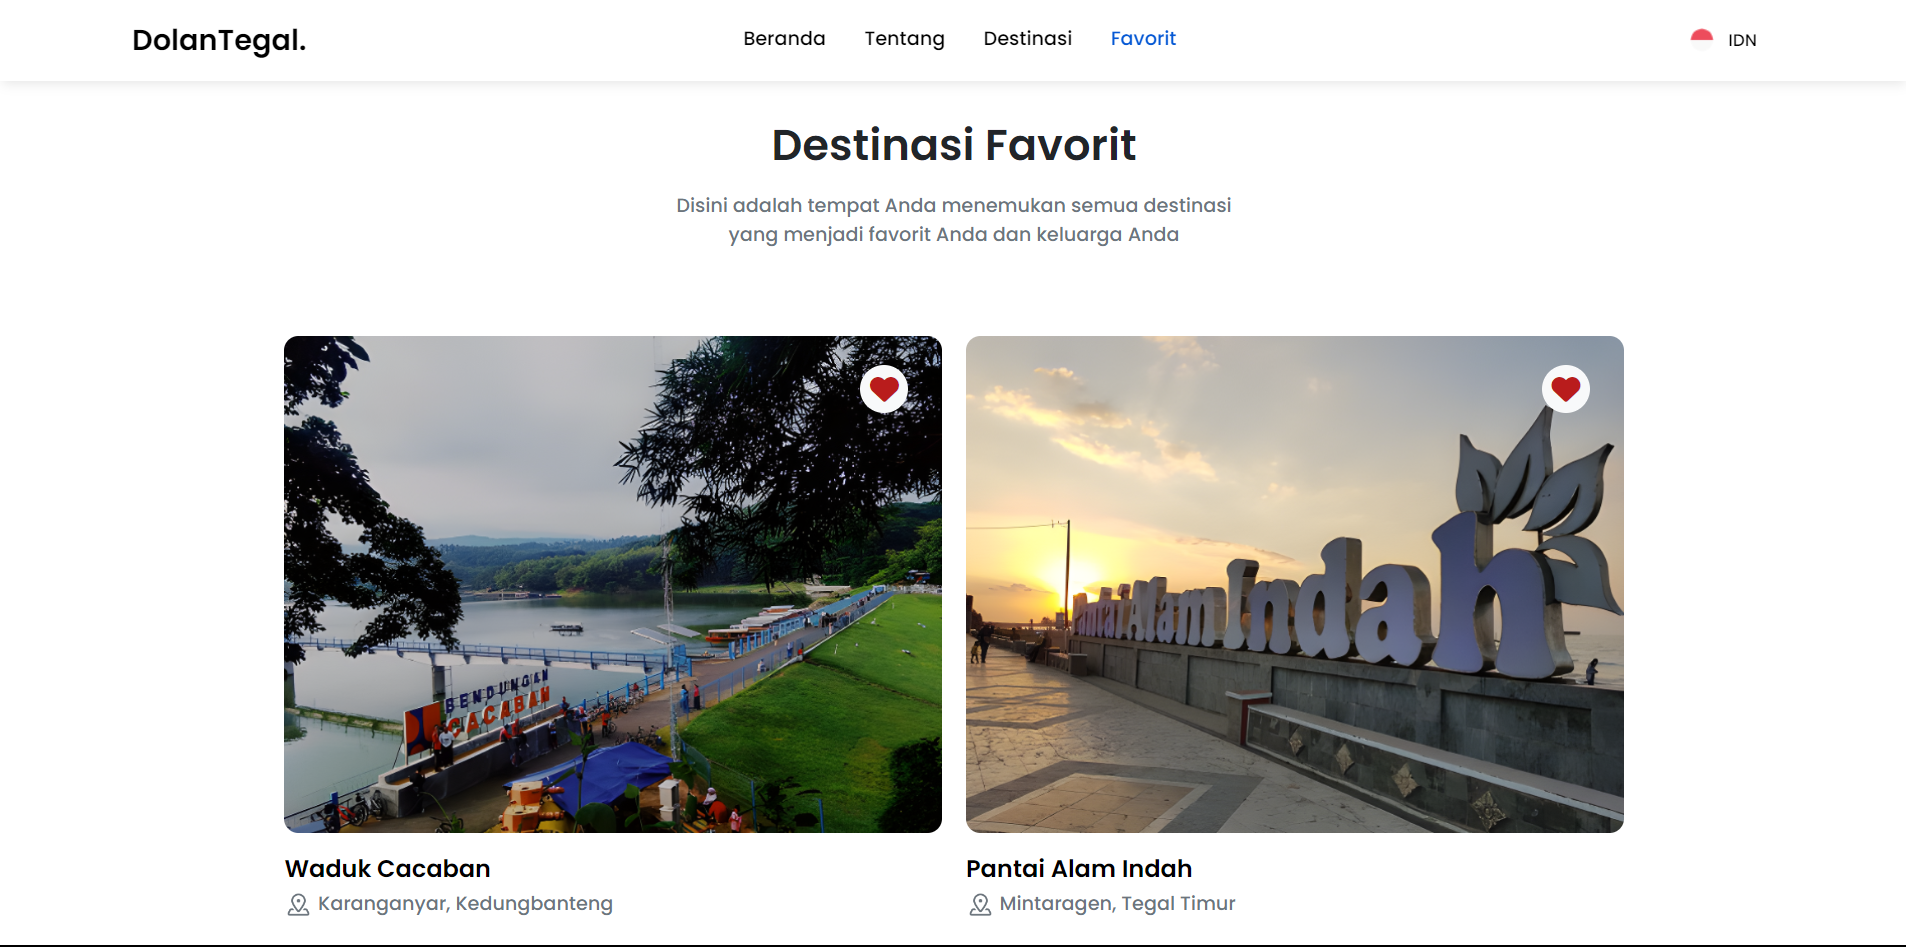 DolanTegal.
Beranda Tentang Destinasi Favorit
IDN
Destinasi Favorit
Disini adalah tempat Anda menemukan semua destinasi
yang menjadi favorit Anda dan keluarga Anda
BENDUNGAN
CACABAN
Pantai Alam Indah
Waduk Cacaban
Karanganyar, Kedungbanteng
Pantai Alam Indah
Mintaragen, Tegal Timur